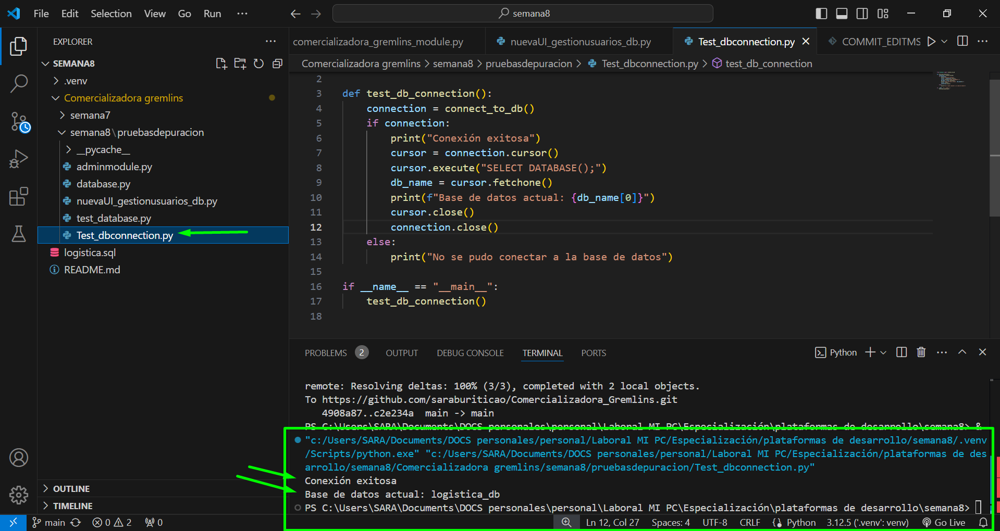 File Edit Selection View Go Run ···
semana8
EXPLORER
SEMANA8
.venv
Comercializadora gremlins
semana7
semana8\pruebasdepuracion
__pycache__
adminmodule.py
database.py
nuevaUI_gestionusuarios_db.py
test_database.py
Test_dbconnection.py
logistica.sql
README.md
OUTLINE
TIMELINE
comercializadora_gremlins_module.py nuevaUI_gestionusuarios_db.py Test_dbconnection.py COMMIT_EDITMS
Comercializadora gremlins > semana8 > pruebasdepuracion > Test_dbconnection.py > test_db_connection
2
3 def test_db_connection():
4 connection = connect_to_db()
5 if connection:
6 print("Conexión exitosa")
7 cursor = connection.cursor()
8 cursor.execute("SELECT DATABASE();")
9 db_name = cursor.fetchone()
10 print(f"Base de datos actual: {db_name[0]}")
11 cursor.close()
12 connection.close()
13 else:
14 print("No se pudo conectar a la base de datos")
15
16 if __name__ == "__main__":
17 test_db_connection()
18
PROBLEMS 2 OUTPUT DEBUG CONSOLE TERMINAL PORTS Python
remote: Resolving deltas: 100% (3/3), completed with 2 local objects.
To https://github.com/saraburiticao/Comercializadora_Gremlins.git
4908a87..c2e234a main -> main
PS C:\Users\SARA\Documents\DOCS personales\personal\Laboral MI PC\Especialización\plataformas de desarrollo\semana8> &
"c:/Users/SARA/Documents/DOCS personales/personal/Laboral MI PC/Especialización/plataformas de desarrollo/semana8/.venv
/Scripts/python.exe" "c:/Users/SARA/Documents/DOCS personales/personal/Laboral MI PC/Especialización/plataformas de des
arrollo/semana8/Comercializadora gremlins/semana8/pruebasdepuracion/Test_dbconnection.py"
Conexión exitosa
Base de datos actual: logistica_db
PS C:\Users\SARA\Documents\DOCS personales\personal\Laboral MI PC\Especialización\plataformas de desarrollo\semana8>
main 0 2 0 Ln 12, Col 27 Spaces: 4 UTF-8 CRLF Python 3.12.5 ('.venv': venv) Go Live